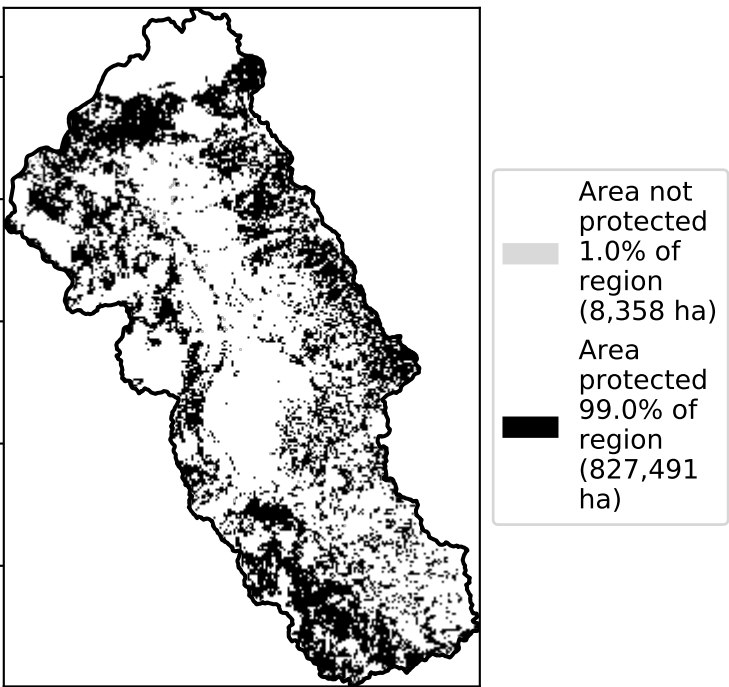 Area not
protected
1.0% of
region
(8,358 ha)
Area
protected
99.0% of
region
(827,491
ha)